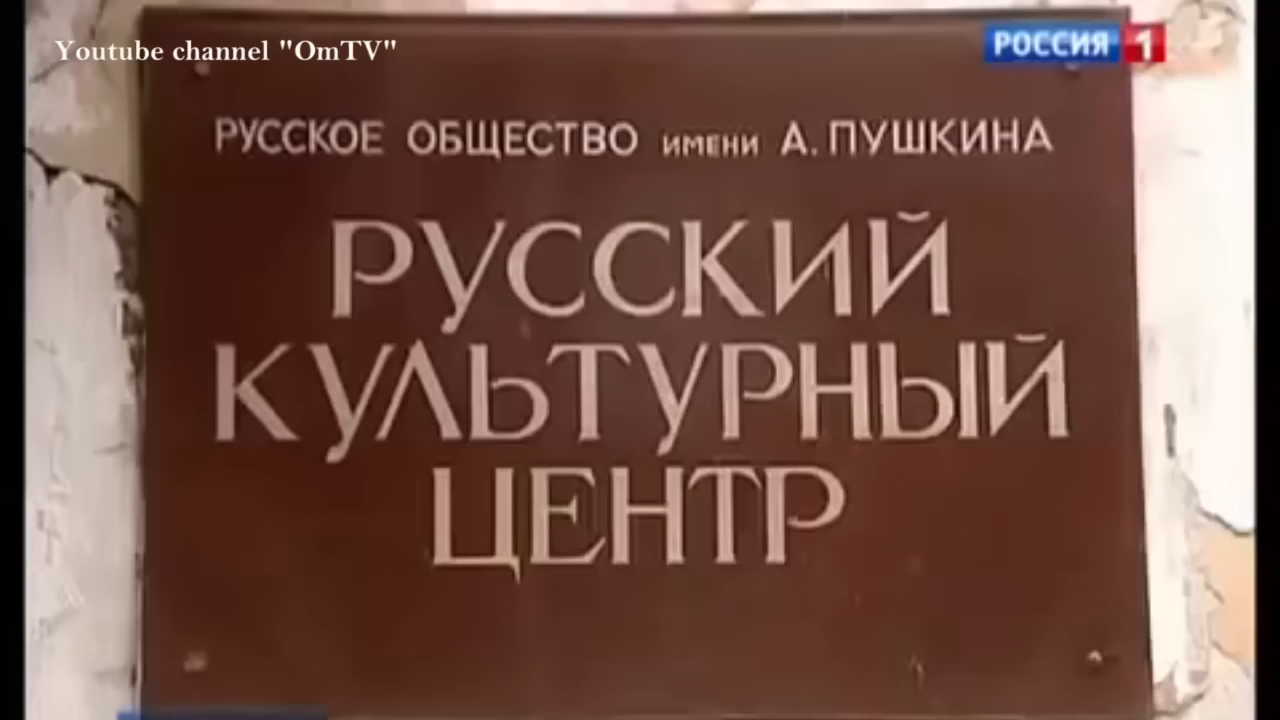 Youtube channel "OmTV"
РОССИЯ 1
РУССКОЕ ОБЩЕСТВО ИМЕНИ А. ПУШКИНА
РУССКИЙ
КУЛЬТУРНЫЙ
ЦЕНТР